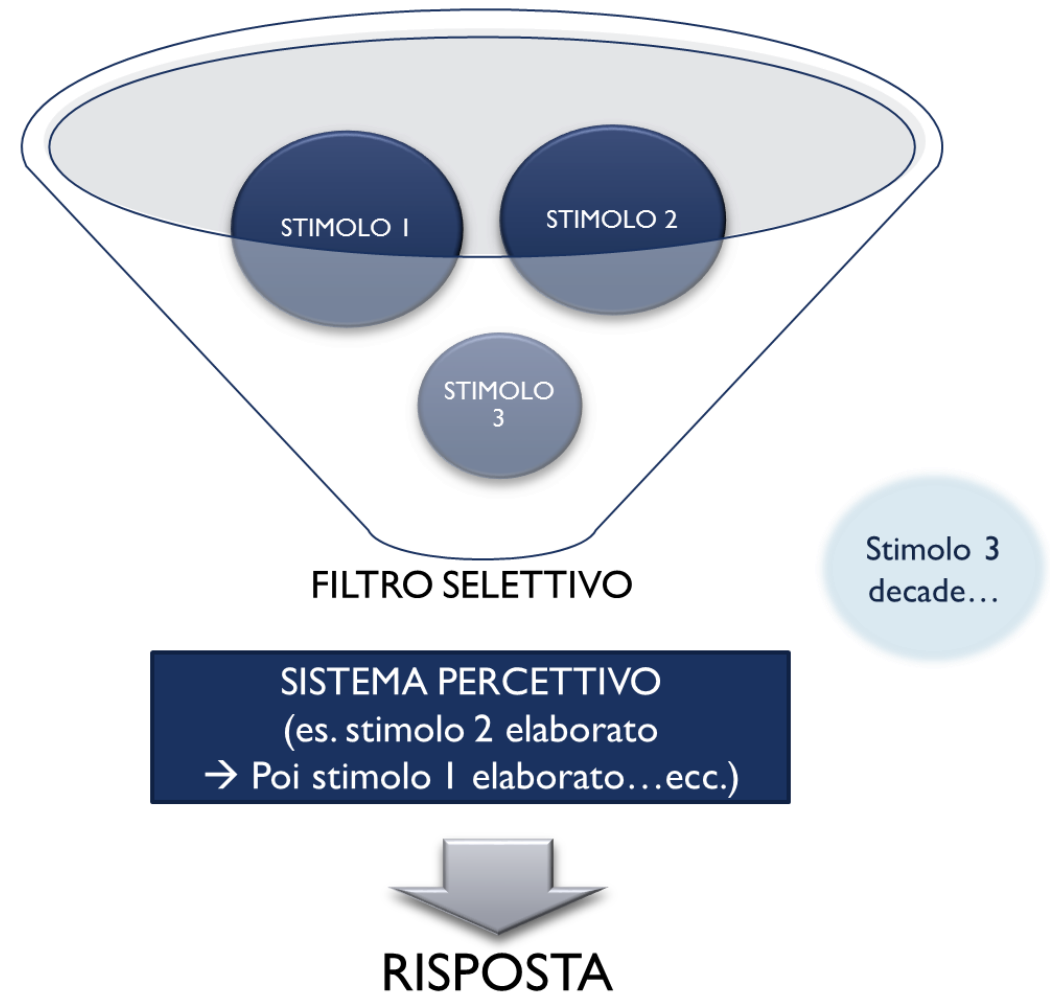 STIMOLO 1
STIMOLO 2
STIMOLO
3
FILTRO SELETTIVO
Stimolo 3
decade…
SISTEMA PERCETTIVO
(es. stimolo 2 elaborato
→ Poi stimolo 1 elaborato…ecc.)
RISPOSTA